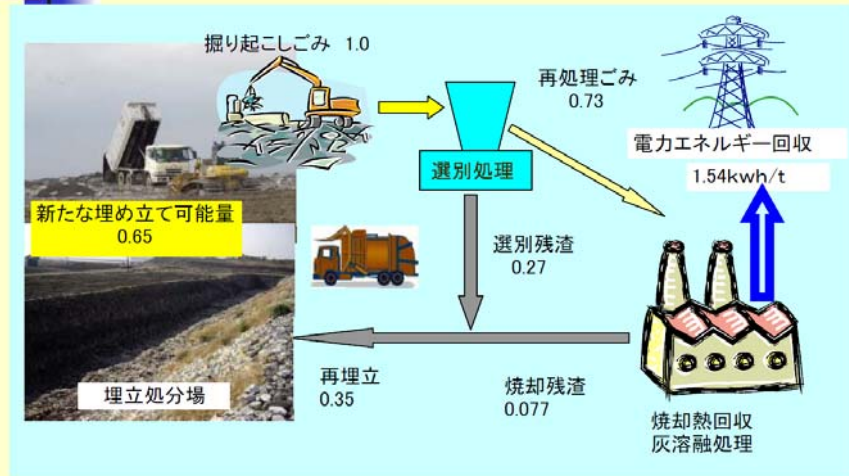 掘り起こしごみ 1.0
再処理ごみ
0.73
電力エネルギー回収
1.54kwh/t
選別処理
新たな埋め立て可能量
0.65
選別残渣
0.27
埋立処分場
再埋立
0.35
焼却残渣
0.077
焼却熱回収
灰溶融処理